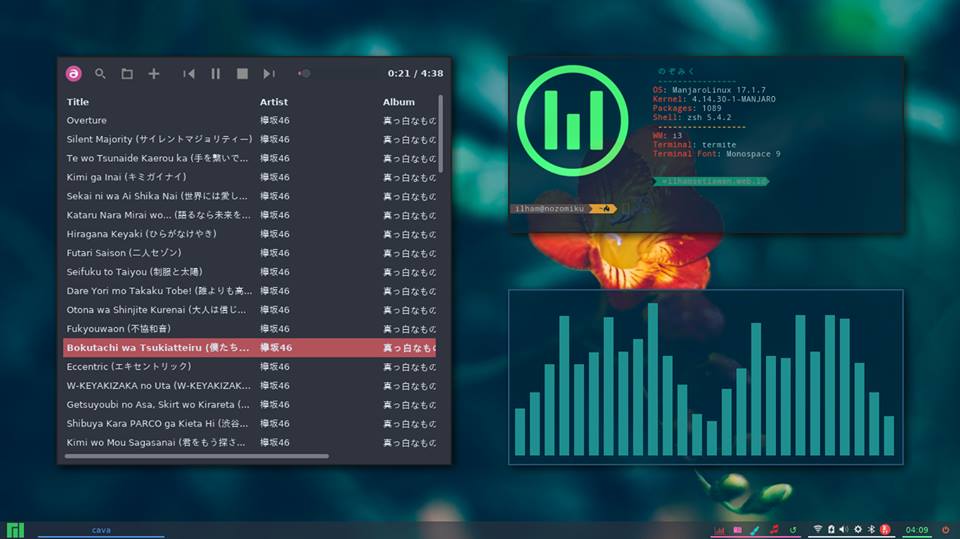 0:21 / 4:38
Title Artist Album
Overture 欅坂46 真っ白なもの
Silent Majority (サイレントマジョリティー) 欅坂46 真っ白なもの
Te wo Tsunaide Kaerou ka (手を繋いで... 欅坂46 真っ白なもの
Kimi ga Inai (キミガイナイ) 欅坂46 真っ白なもの
Sekai ni wa Ai Shika Nai (世界には愛し... 欅坂46 真っ白なもの
Kataru Nara Mirai wo... (語るなら未来を... 欅坂46 真っ白なもの
Hiragana Keyaki (ひらがなけやき) 欅坂46 真っ白なもの
Futari Saison (二人セゾン) 欅坂46 真っ白なもの
Seifuku to Taiyou (制服と太陽) 欅坂46 真っ白なもの
Dare Yori mo Takaku Tobe! (誰よりも高... 欅坂46 真っ白なもの
Otona wa Shinjite Kurenai (大人は信じ... 欅坂46 真っ白なもの
Fukyouwaon (不協和音) 欅坂46 真っ白なもの
Bokutachi wa Tsukiatteiru (僕たち... 欅坂46 真っ白なも
Eccentric (エキセントリック) 欅坂46 真っ白なもの
W-KEYAKIZAKA no Uta (W-KEYAKIZAK... 欅坂46 真っ白なもの
Getsuyoubi no Asa, Skirt wo Kirareta (... 欅坂46 真っ白なもの
Shibuya Kara PARCO ga Kieta Hi (渋谷... 欅坂46 真っ白なもの
Kimi wo Mou Sagasanai (君をもう探さ... 欅坂46 真っ白なもの
のぞみく
OS: ManjaroLinux 17.1.7
Kernel: 4.14.30-1-MANJARO
Packages: 1089
Shell: zsh 5.4.2
WM: i3
Terminal: termite
Terminal Font: Monospace 9
ilhamsetiawan.web.id
ilham@nozomiku ~
cava
04:09